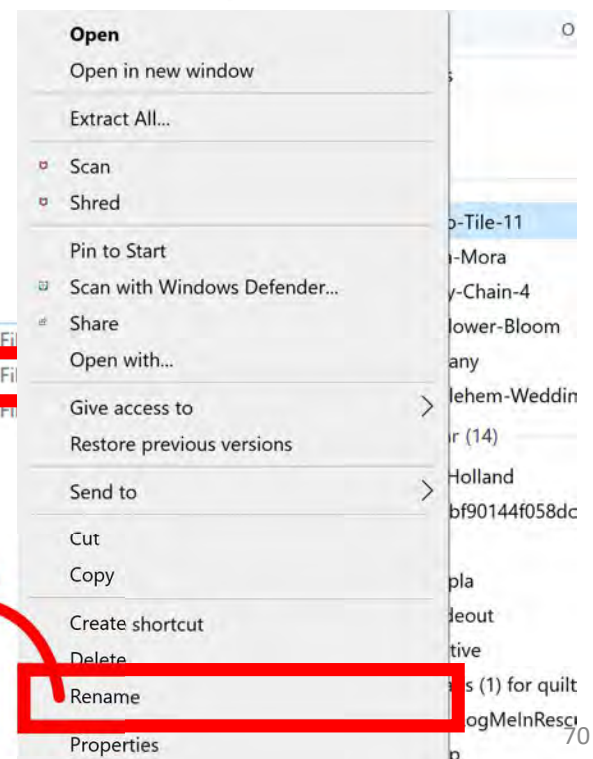 Open
Open in new window
Extract All...
Scan
Shred
Pin to Start
Scan with Windows Defender...
Share
Open with...
Give access to
Restore previous versions
Send to
Cut
Copy
Create shortcut
Delete
Rename
Properties
O
-Tile-11
-Mora
-Chain-4
lower-Bloom
any
lehem-Weddin
(14)
Holland
bf90144f058dc
pla
deout
tive
s (1) for quilt
ogMeInResc
70
Fil
Fil